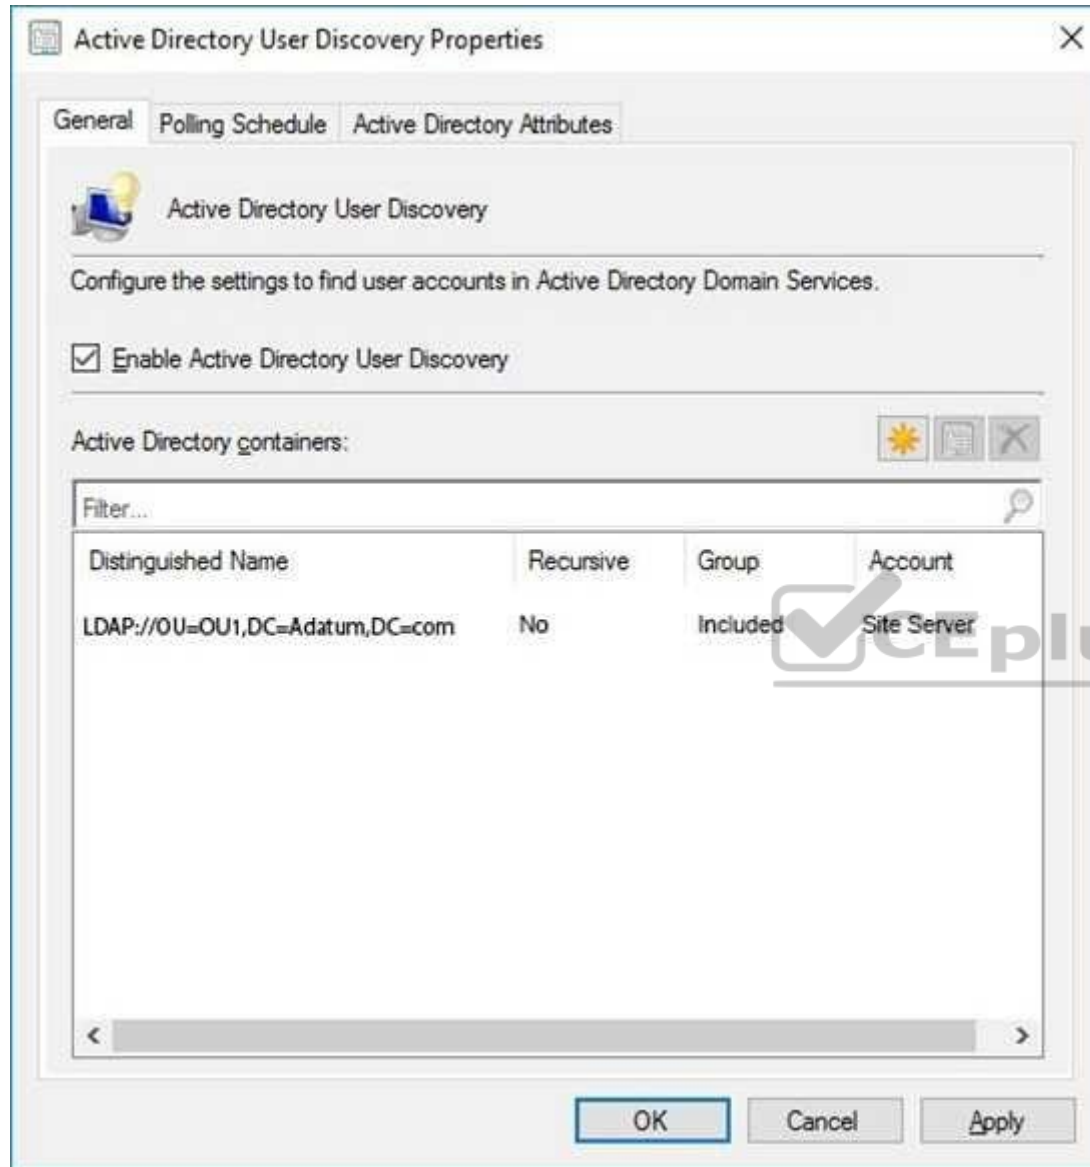 Active Directory User Discovery Properties
General Polling Schedule Active Directory Attributes
Active Directory User Discovery
Configure the settings to find user accounts in Active Directory Domain Services.
Enable Active Directory User Discovery
Active Directory containers:
Filter...
Distinguished Name Recursive Group Account
LDAP://OU=OU1,DC=Adatum,DC=com No Included Site Server
CEplu
OK Cancel Apply